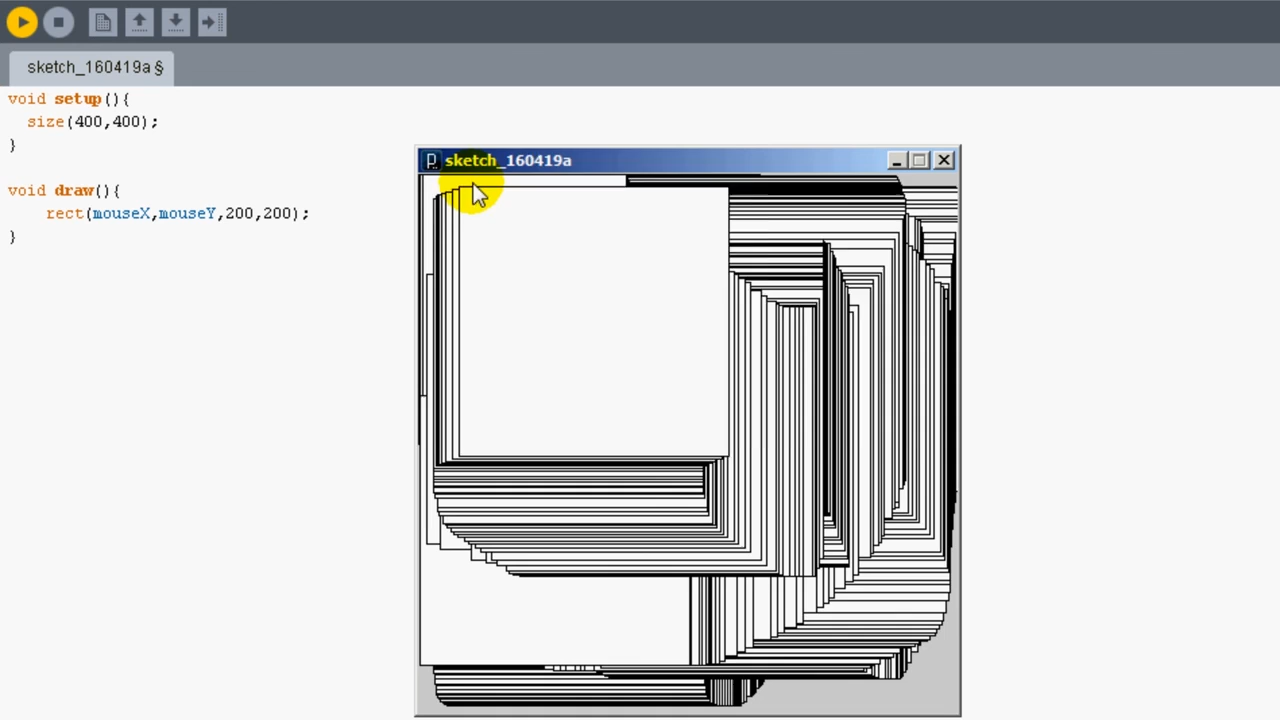 sketch_160419a §
void setup(){
  size(400,400);
}
void draw(){
    rect(mouseX,mouseY,200,200);
}
sketch_160419a